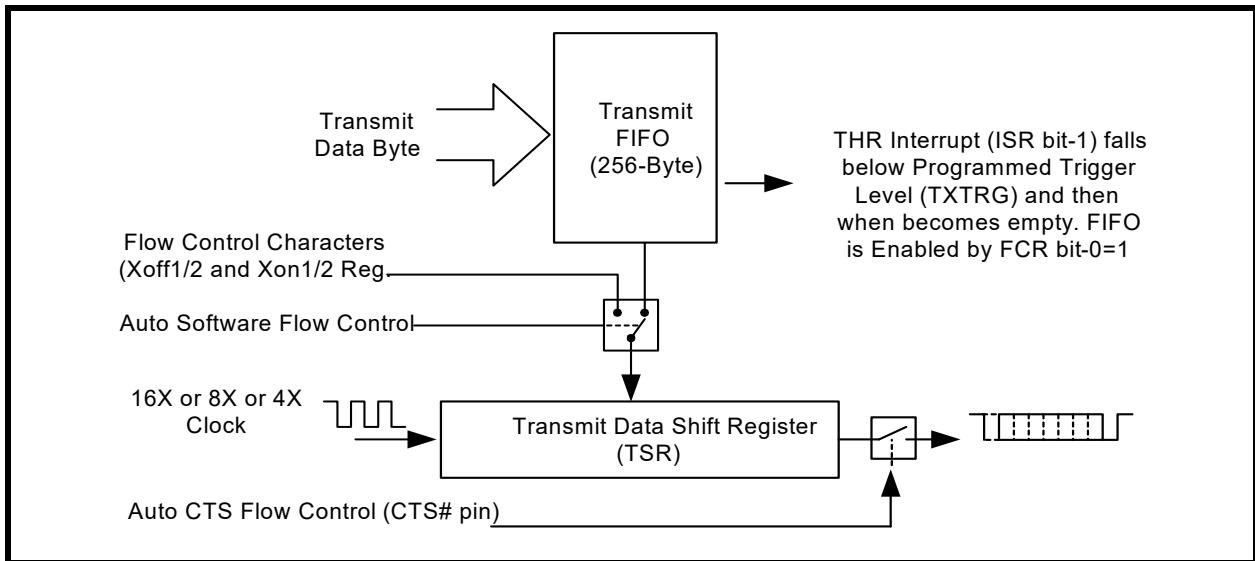 Transmit
FIFO
(256-Byte)
Transmit
Data Byte
THR Interrupt (ISR bit-1) falls
below Programmed Trigger
Level (TXTRG) and then
when becomes empty. FIFO
is Enabled by FCR bit-0=1
Flow Control Characters
(Xoff1/2 and Xon1/2 Reg.
Auto Software Flow Control
16X or 8X or 4X
Clock
Transmit Data Shift Register
(TSR)
Auto CTS Flow Control (CTS# pin)